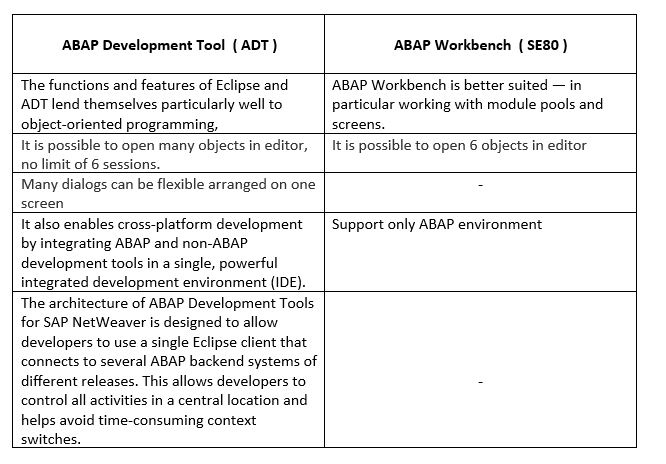 ABAP Development Tool  ( ADT )
ABAP Workbench  ( SE80 )
The functions and features of Eclipse and
ADT lend themselves particularly well to
object-oriented programming,
ABAP Workbench is better suited — in
particular working with module pools and
screens.
It is possible to open many objects in editor,
no limit of 6 sessions.
It is possible to open 6 objects in editor
Many dialogs can be flexible arranged on one
screen
-
It also enables cross-platform development
by integrating ABAP and non-ABAP
development tools in a single, powerful
integrated development environment (IDE).
Support only ABAP environment
The architecture of ABAP Development Tools
for SAP NetWeaver is designed to allow
developers to use a single Eclipse client that
connects to several ABAP backend systems of
different releases. This allows developers to
control all activities in a central location and
helps avoid time-consuming context
switches.
-